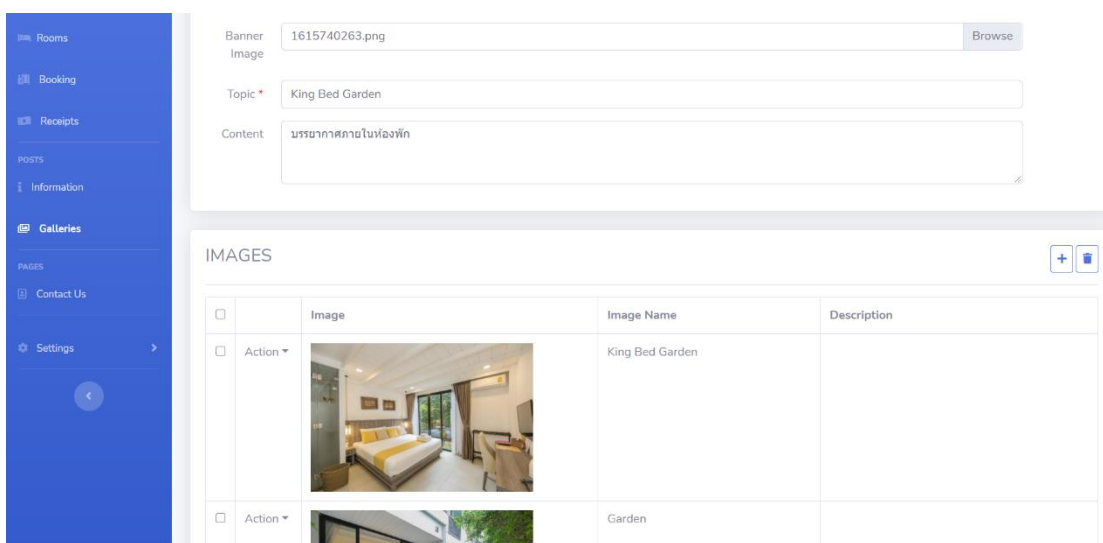 Rooms
Booking
Receipts
POSTS
Information
Galleries
PAGES
Contact Us
Settings
Banner
Image
1615740263.png
Browse
Topic *
King Bed Garden
Content
บรรยากาศภายในห้องพัก
IMAGES
Image
Image Name
Description
Action
King Bed Garden
Action
Garden